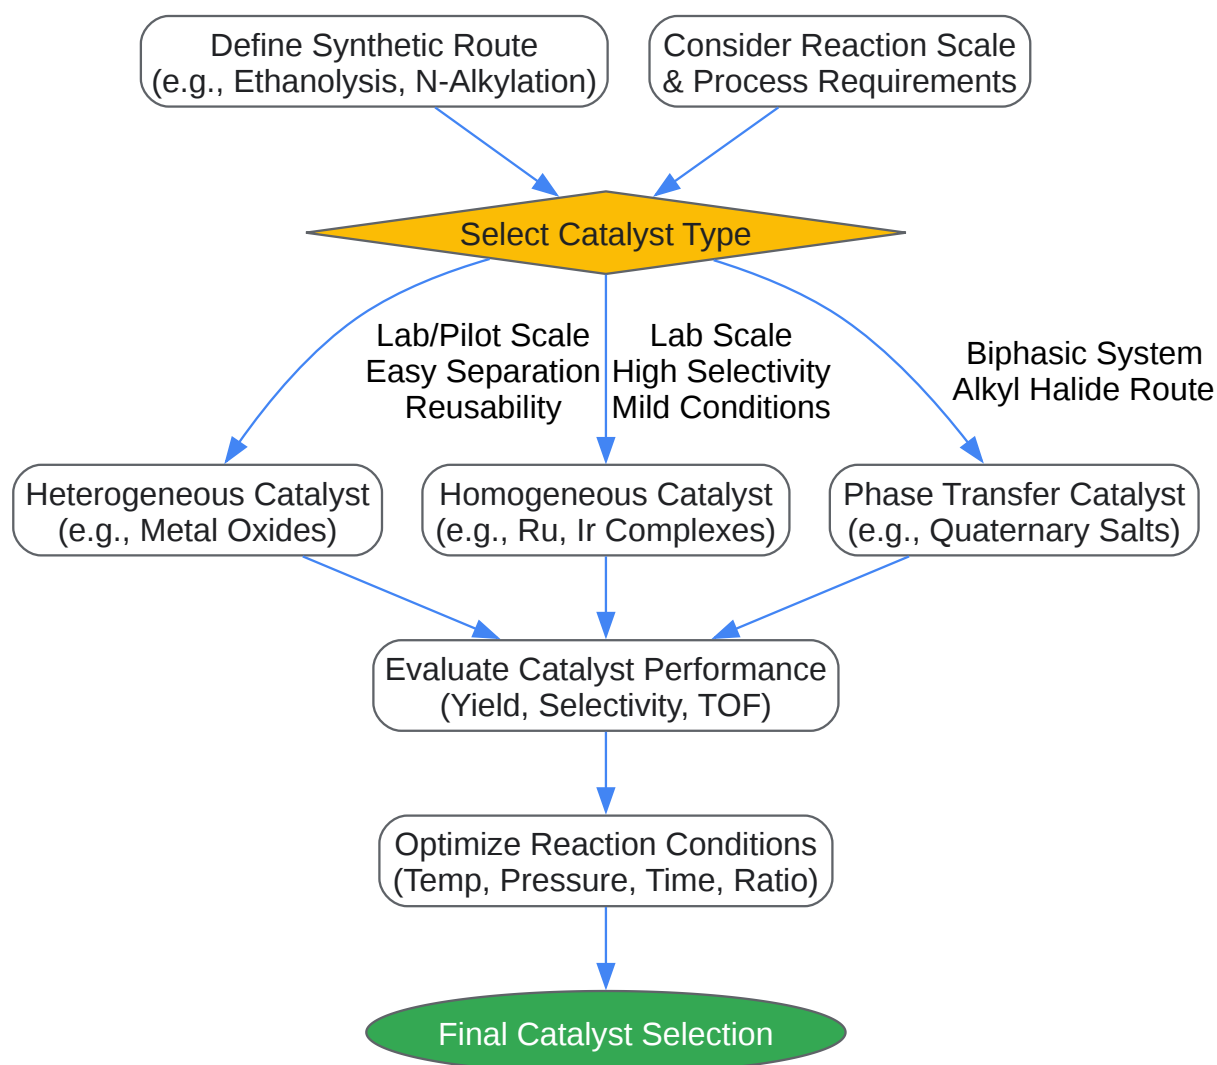 Define Synthetic Route
(e.g., Ethanolysis, N-Alkylation)
Consider Reaction Scale
& Process Requirements
Select Catalyst Type
Lab/Pilot Scale
Easy Separation
Reusability
Lab Scale
High Selectivity
Mild Conditions
Biphasic System
Alkyl Halide Route
Heterogeneous Catalyst
(e.g., Metal Oxides)
Homogeneous Catalyst
(e.g., Ru, Ir Complexes)
Phase Transfer Catalyst
(e.g., Quaternary Salts)
Evaluate Catalyst Performance
(Yield, Selectivity, TOF)
Optimize Reaction Conditions
(Temp, Pressure, Time, Ratio)
Final Catalyst Selection